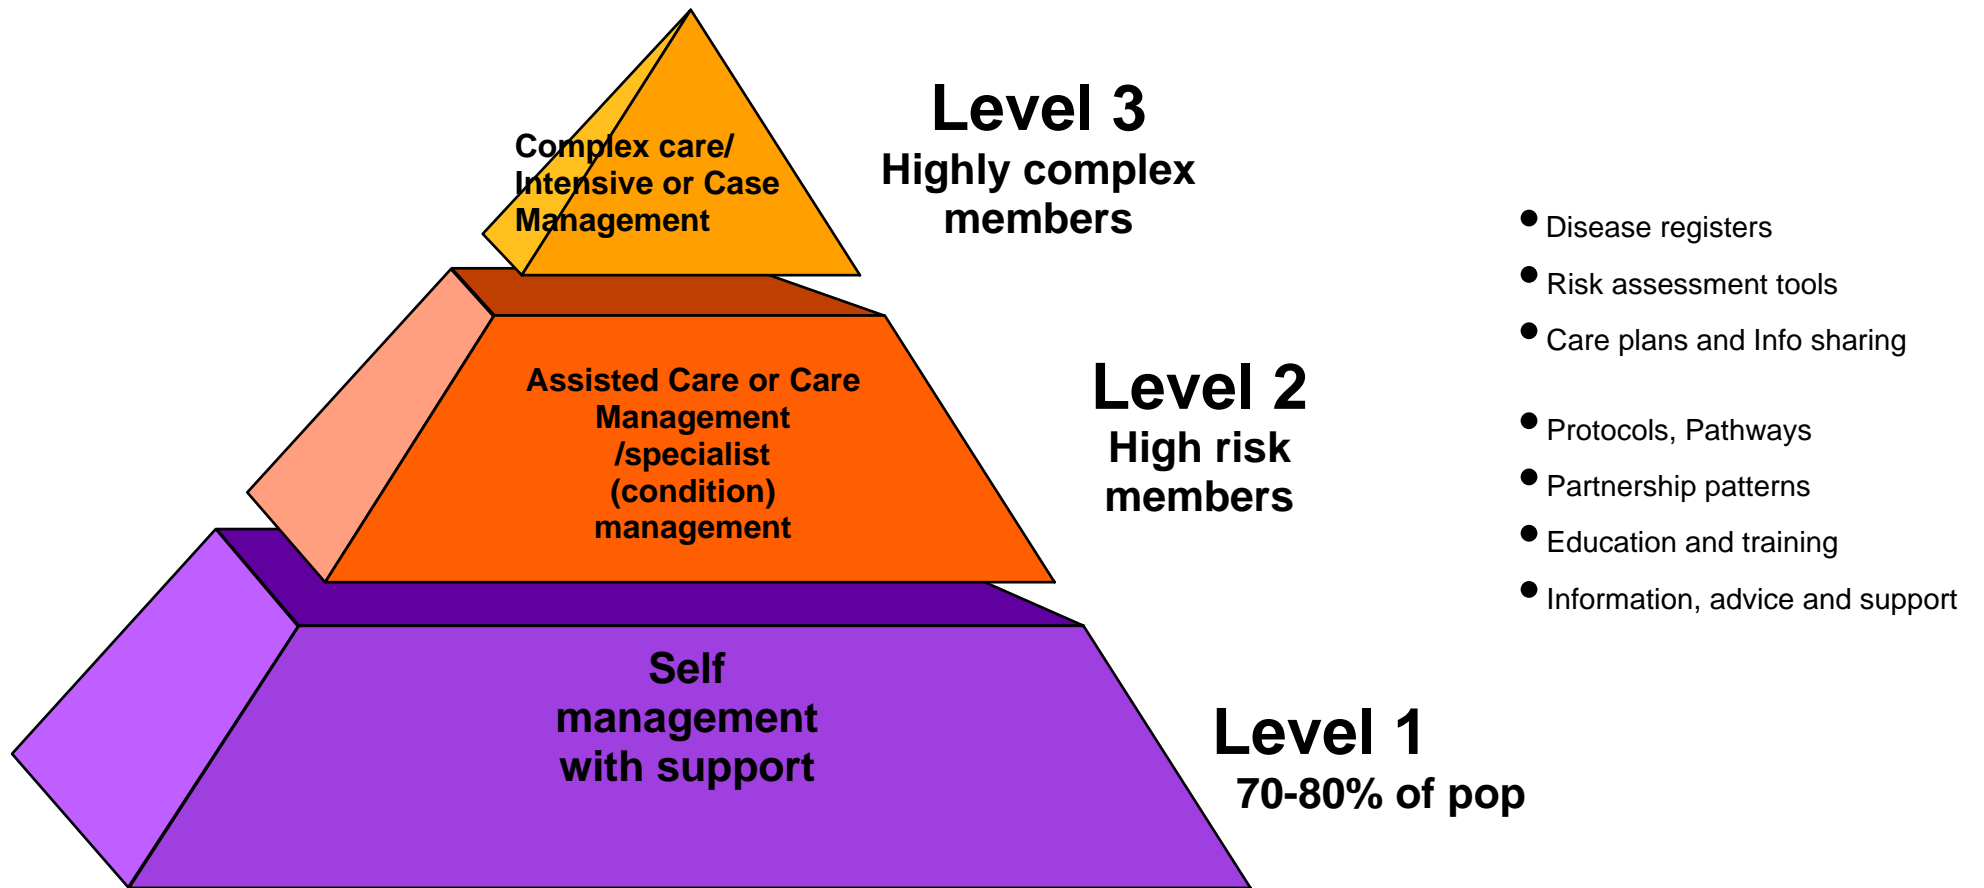 Complex care/
Intensive or Case
Management
Level 3
Highly complex
members
Assisted Care or Care
Management
/specialist
(condition)
management
Level 2
High risk
members
Self
management
with support
Level 1
70-80% of pop
• Disease registers
• Risk assessment tools
• Care plans and Info sharing
• Protocols, Pathways
• Partnership patterns
• Education and training
• Information, advice and support